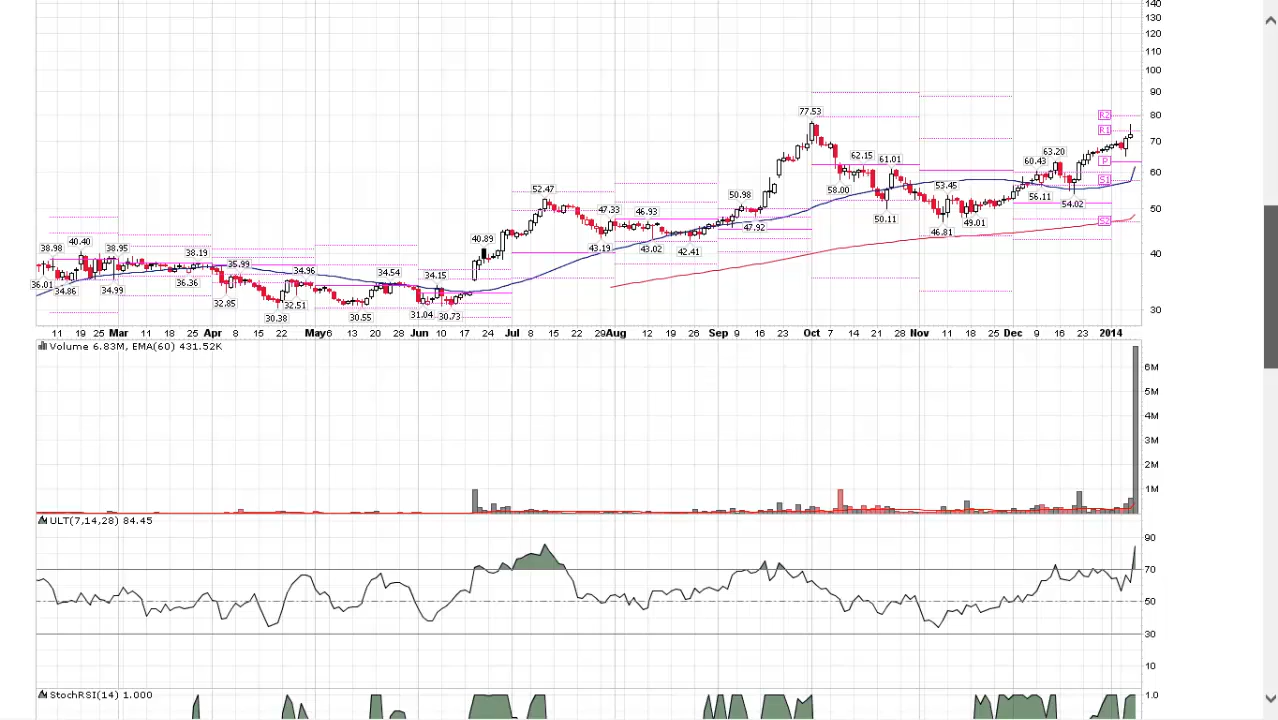 140
130
120
110
100
90
80
70
60
50
40
30
77.53
R2
R1
P
S1
S2
62.15 61.01
60.43 63.20
58.00
50.11
53.45
46.81
49.01
56.11
54.02
52.47
50.98
47.33 46.93
47.92
43.19 43.02 42.41
40.89
38.98 40.40 38.95 38.19
36.01 34.86 34.99 36.36 35.99
34.96 34.54 34.15
32.85 30.38 32.51 30.55 31.04 30.73
11 19 25 Mar 11 18 25 Apr 8 15 22 May 6 13 20 28 Jun 10 17 24 Jul 8 15 22 29 Aug 12 19 26 Sep 9 16 23 Oct 7 14 21 28 Nov 11 18 25 Dec 9 16 23 2014
Volume 6.83M, EMA(60) 431.52K
6M
5M
4M
3M
2M
1M
ULT(7,14,28) 84.45
90
70
50
30
10
StochRSI(14) 1.000
1.0